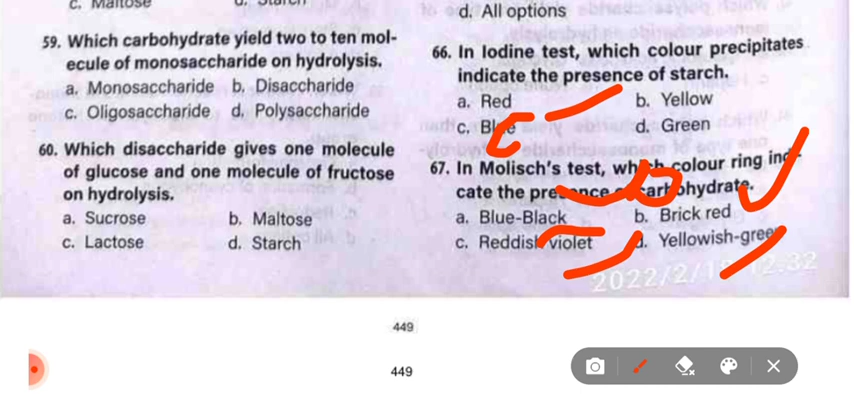 c. Maltose d. Starch
59. Which carbohydrate yield two to ten mol-
ecule of monosaccharide on hydrolysis.
a. Monosaccharide b. Disaccharide
c. Oligosaccharide d. Polysaccharide
60. Which disaccharide gives one molecule
of glucose and one molecule of fructose
on hydrolysis.
a. Sucrose b. Maltose
c. Lactose d. Starch
d. All options
66. In Iodine test, which colour precipitates
indicate the presence of starch.
a. Red b. Yellow
c. Blue d. Green
67. In Molisch's test, which colour ring indi-
cate the presence of carbohydrate.
a. Blue-Black b. Brick red
c. Reddish violet d. Yellowish-green
449
449